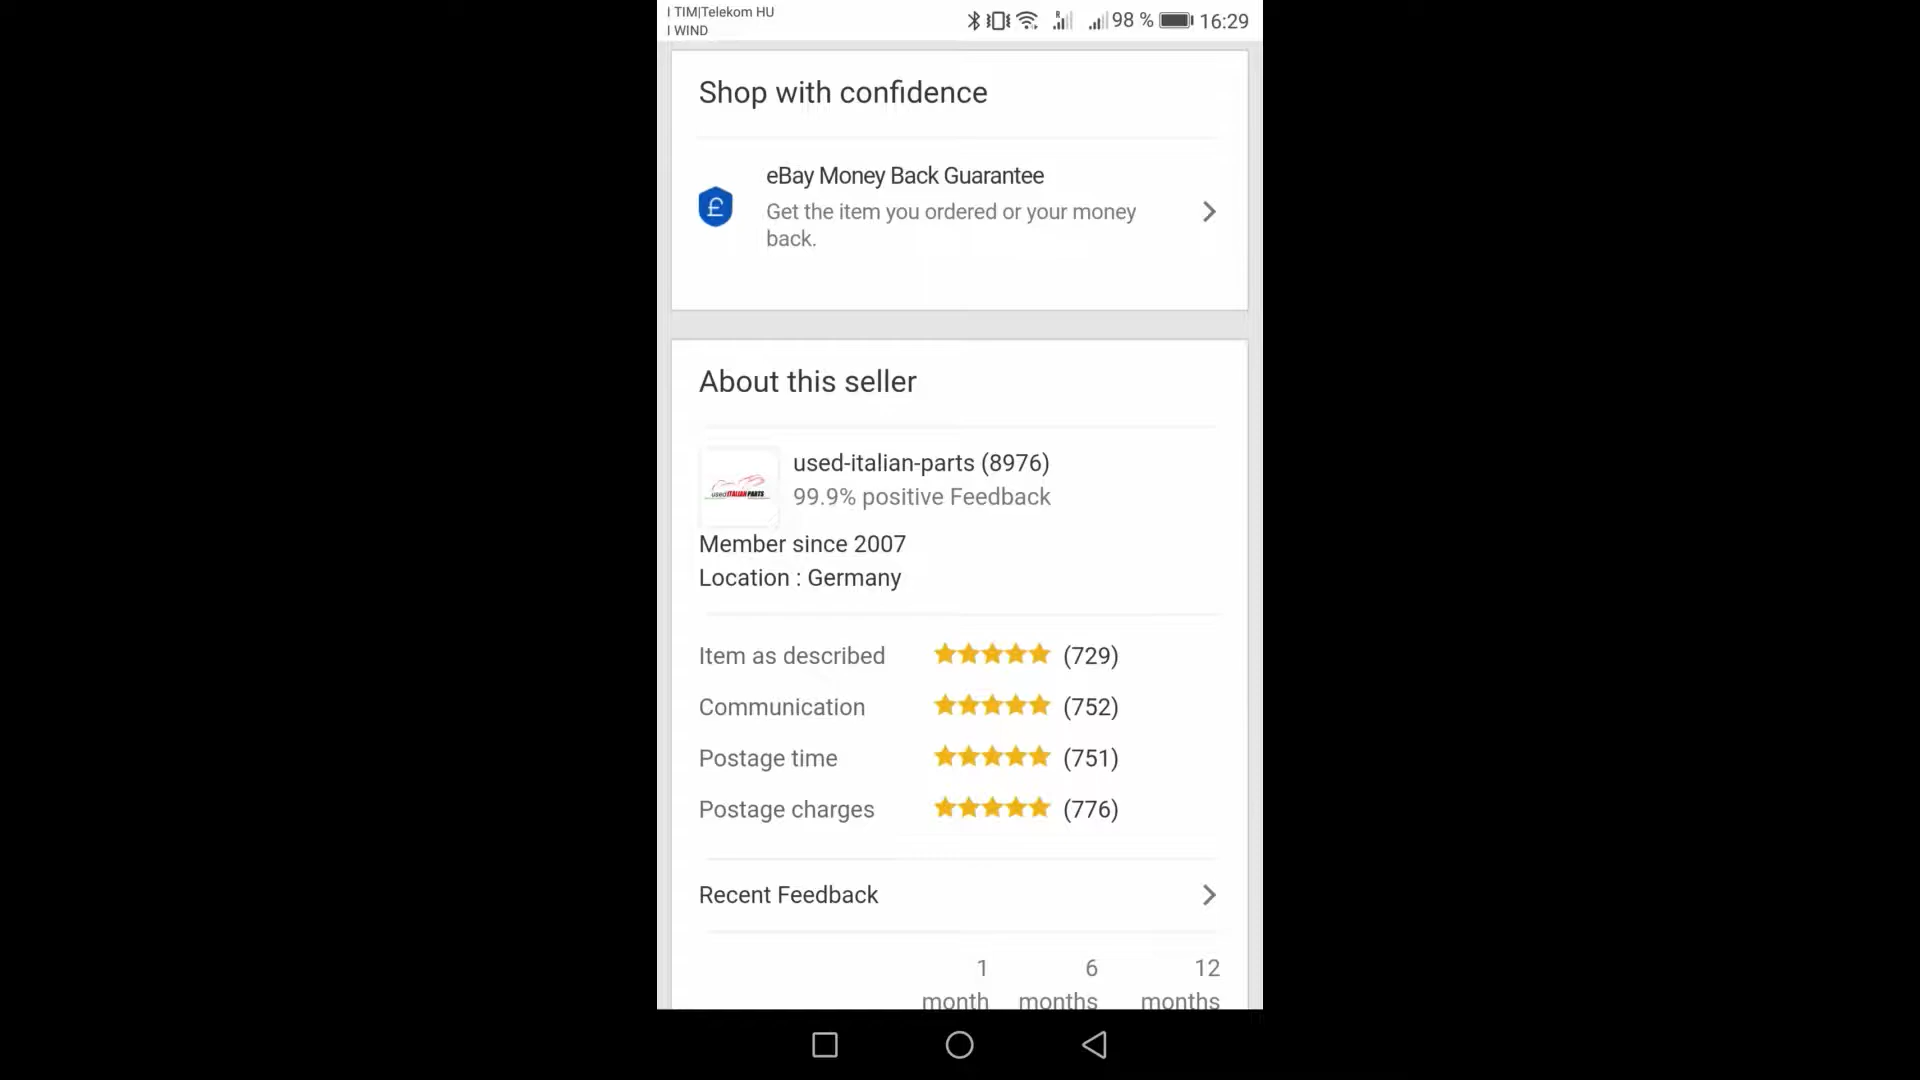 TIM|Telekom HU
WIND
98 %
16:29
Shop with confidence
eBay Money Back Guarantee
£
Get the item you ordered or your money
back.
About this seller
used-italian-parts (8976)
usedITALIANPARTS
99.9% positive Feedback
Member since 2007
Location : Germany
Item as described (729)
Communication (752)
Postage time (751)
Postage charges (776)
Recent Feedback
1 6 12
month months months